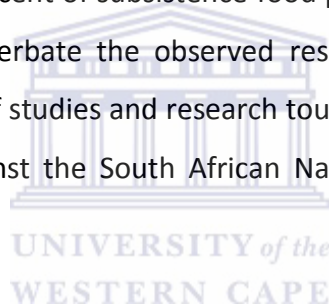 cent of subsistence food p
erbate the observed res
f studies and research tou
nst the South African Na
UNIVERSITY of the
WESTERN CAPE